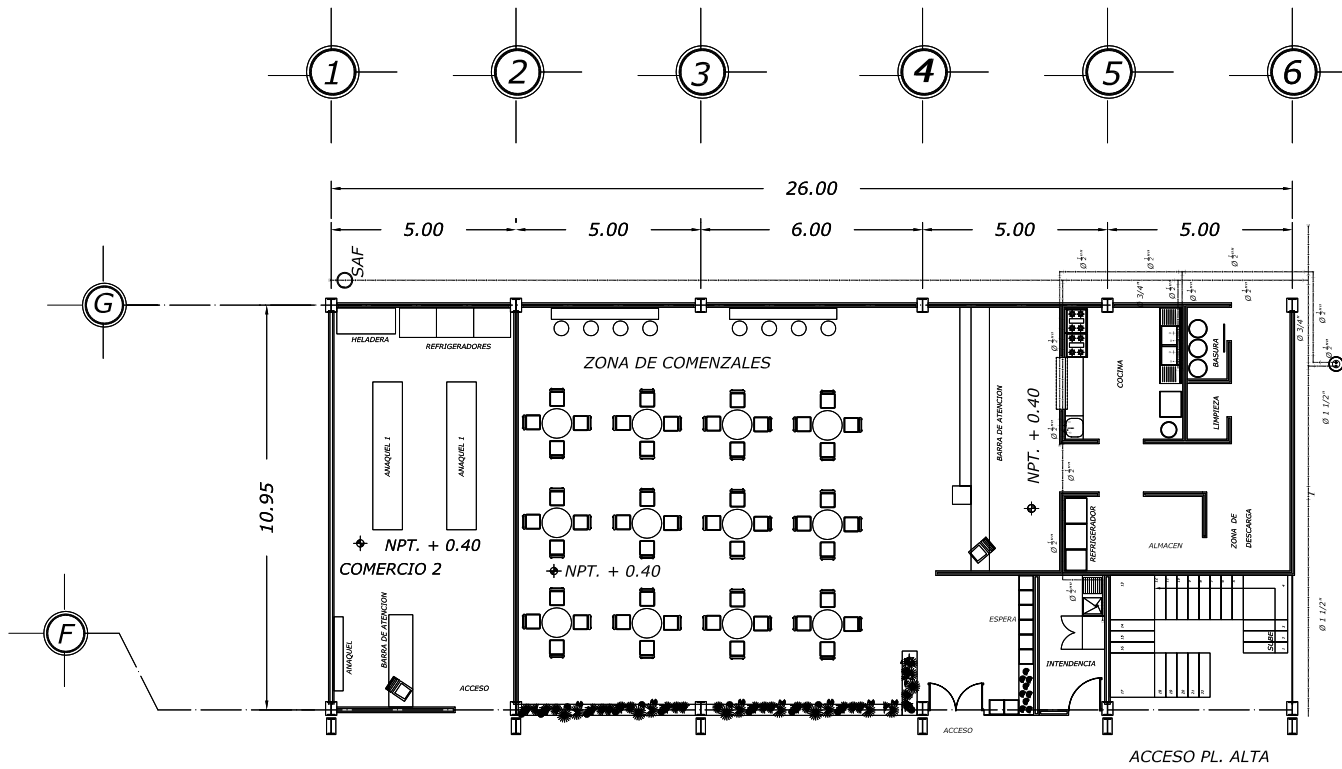 1
2
3
4
5
6
26.00
5.00
5.00
6.00
5.00
5.00
SAF
G
HELADERA
REFRIGERADORES
ZONA DE COMENZALES
ANAQUEL 1
ANAQUEL 1
10.95
BARRA DE ATENCION
NPT. + 0.40
COCINA
BASURA
LIMPIEZA
Ø 3/4"
Ø 1 1/2"
NPT. + 0.40
COMERCIO 2
NPT. + 0.40
REFRIGERADOR
ALMACEN
ZONA DE
DESCARGA
F
ANAQUEL
BARRA DE ATENCION
ACCESO
ESPERA
INTENDENCIA
SUBE
Ø 1 1/2"
ACCESO
ACCESO PL. ALTA